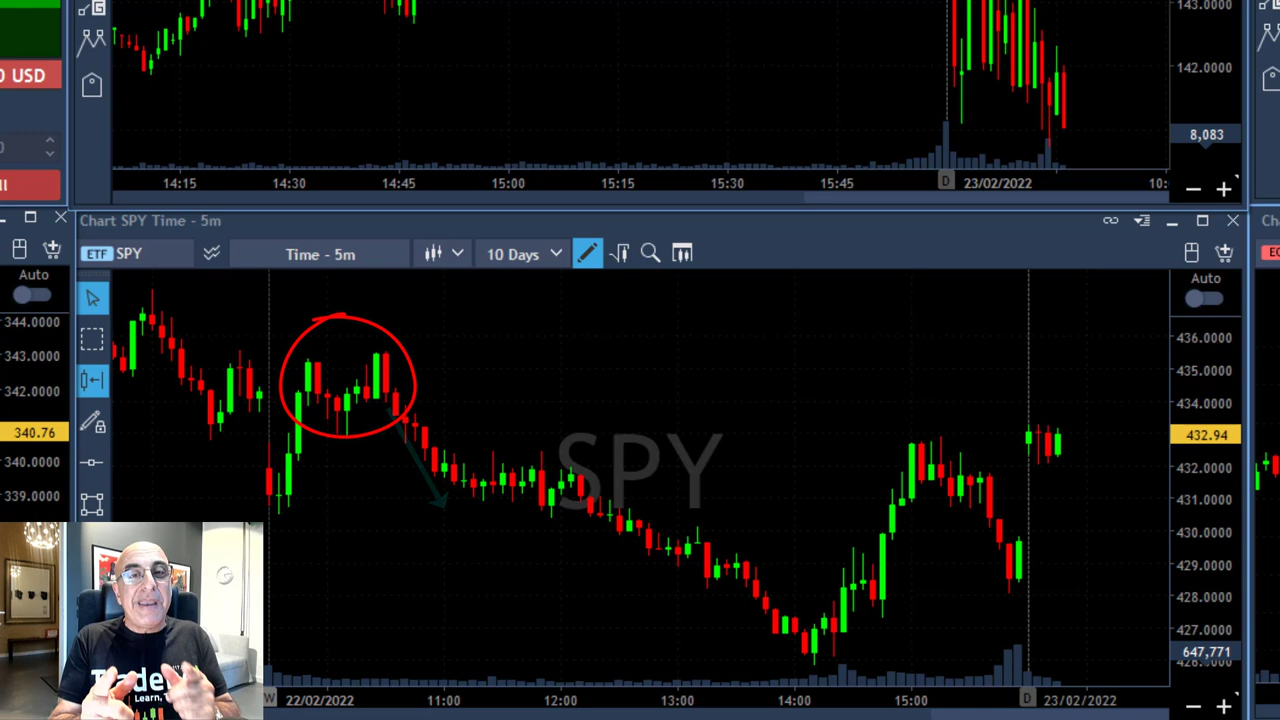 143.0000
0 USD
142.0000
8,083
14:15 14:30 14:45 15:00 15:15 15:30 15:45 D 23/02/2022 10:
Chart SPY Time - 5m
ETF SPY Time - 5m 10 Days
Auto
Auto
344.0000
343.0000
342.0000
340.76
340.0000
339.0000
436.0000
435.0000
434.0000
432.94
432.0000
431.0000
430.0000
429.0000
428.0000
427.0000
647,771
SPY
Trade
Learn, T
W 22/02/2022 11:00 12:00 13:00 14:00 15:00 D 23/02/2022